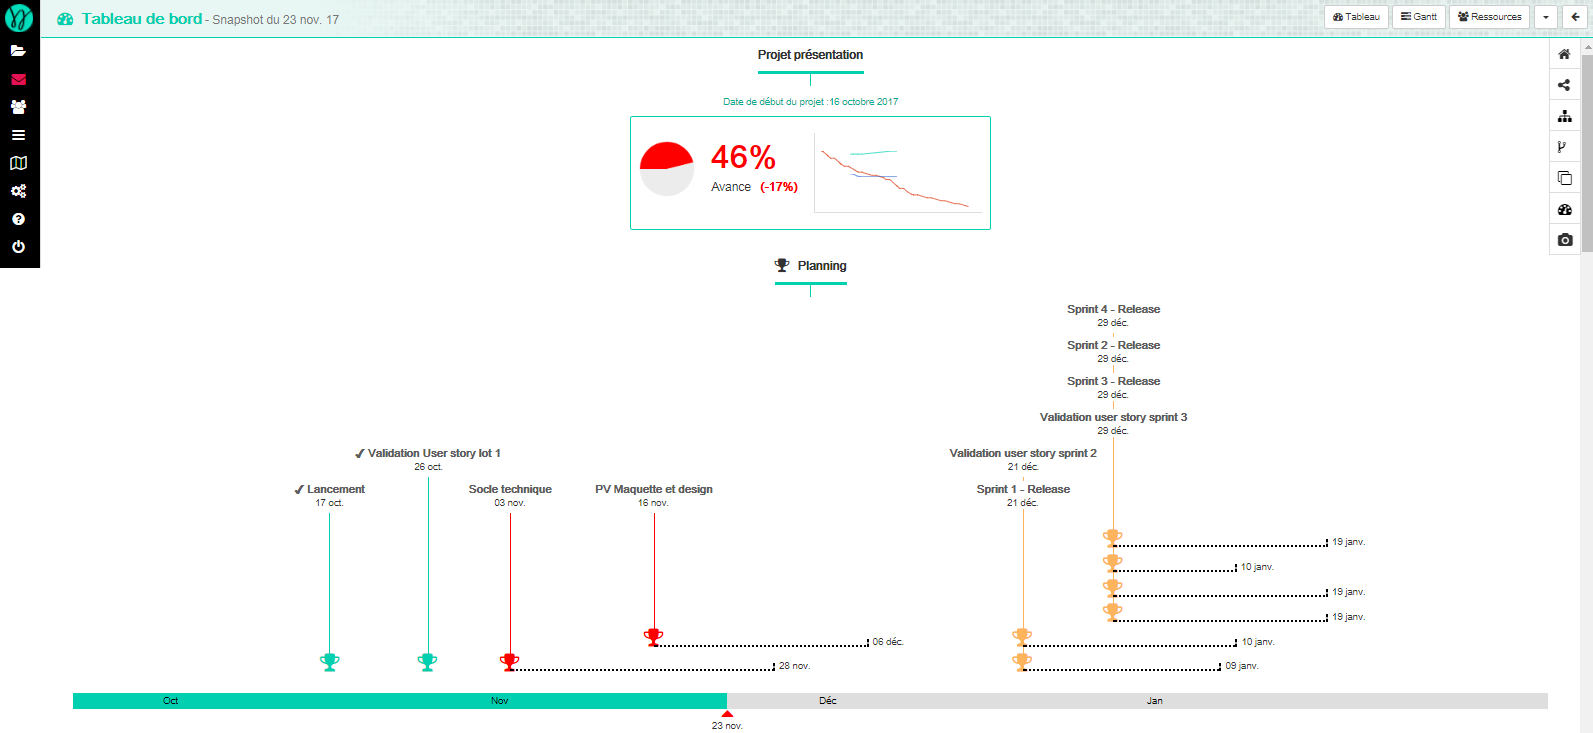 Tableau de bord - Snapshot du 23 nov. 17
Tableau
Gantt
Ressources
Projet présentation
Date de début du projet :16 octobre 2017
46%
Avance (-17%)
Planning
Sprint 4 - Release
29 déc.
Sprint 2 - Release
29 déc.
Sprint 3 - Release
29 déc.
Validation user story sprint 3
29 déc.
Validation User story lot 1
26 oct.
Validation user story sprint 2
21 déc.
Lancement
17 oct.
Socle technique
03 nov.
PV Maquette et design
16 nov.
Sprint 1 - Release
21 déc.
19 janv.
10 janv.
19 janv.
19 janv.
06 déc.
10 janv.
28 nov.
09 janv.
Oct
Nov
Déc
Jan
23 nov.